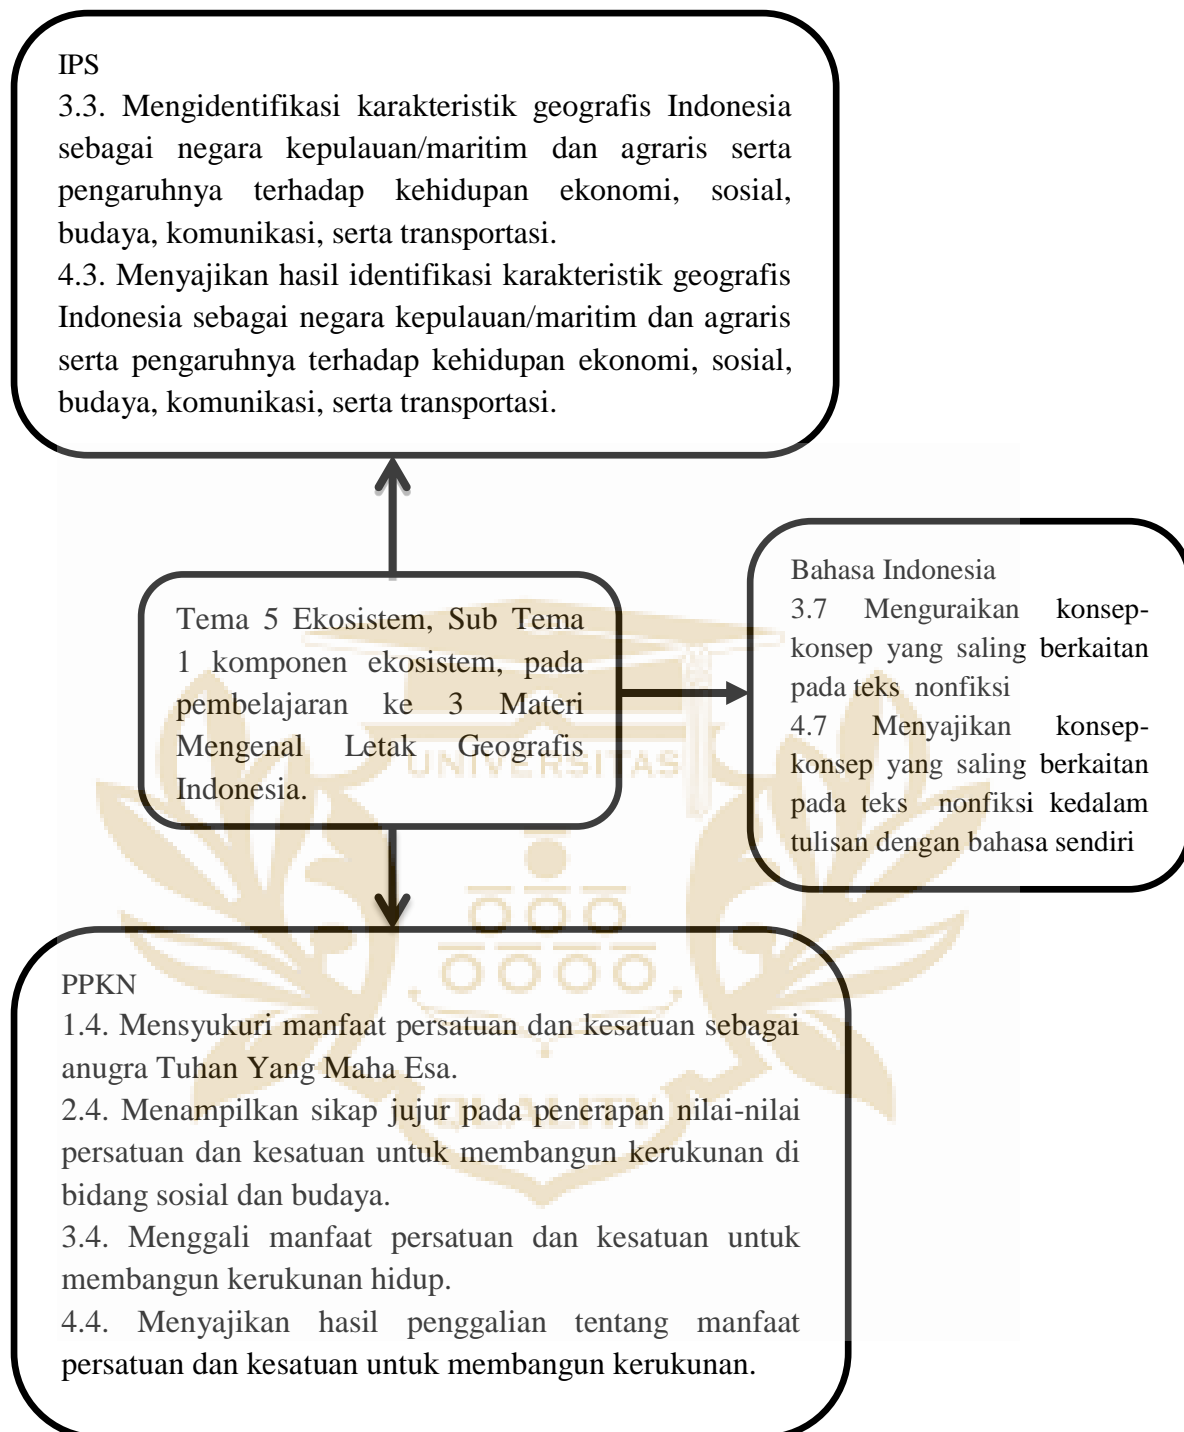 IPS
3.3. Mengidentifikasi karakteristik geografis Indonesia
sebagai negara kepulauan/maritim dan agraris serta
pengaruhnya terhadap kehidupan ekonomi, sosial,
budaya, komunikasi, serta transportasi.
4.3. Menyajikan hasil identifikasi karakteristik geografis
Indonesia sebagai negara kepulauan/maritim dan agraris
serta pengaruhnya terhadap kehidupan ekonomi, sosial,
budaya, komunikasi, serta transportasi.
Tema 5 Ekosistem, Sub Tema
1 komponen ekosistem, pada
pembelajaran ke 3 Materi
Mengenal Letak Geografis
Indonesia.
Bahasa Indonesia
3.7 Menguraikan konsep-
konsep yang saling berkaitan
pada teks nonfiksi
4.7 Menyajikan konsep-
konsep yang saling berkaitan
pada teks nonfiksi kedalam
tulisan dengan bahasa sendiri
UNIVERSITAS
PPKN
1.4. Mensyukuri manfaat persatuan dan kesatuan sebagai
anugra Tuhan Yang Maha Esa.
2.4. Menampilkan sikap jujur pada penerapan nilai-nilai
persatuan dan kesatuan untuk membangun kerukunan di
bidang sosial dan budaya.
3.4. Menggali manfaat persatuan dan kesatuan untuk
membangun kerukunan hidup.
4.4. Menyajikan hasil penggalian tentang manfaat
persatuan dan kesatuan untuk membangun kerukunan.
QUALITY